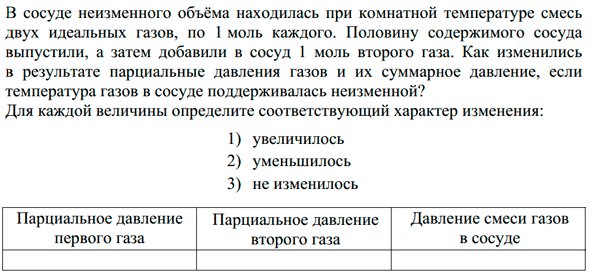 В сосуде неизменного объёма находилась при комнатной температуре смесь
двух идеальных газов, по 1 моль каждого. Половину содержимого сосуда
выпустили, а затем добавили в сосуд 1 моль второго газа. Как изменились
в результате парциальные давления газов и их суммарное давление, если
температура газов в сосуде поддерживалась неизменной?
Для каждой величины определите соответствующий характер изменения:
1) увеличилось
2) уменьшилось
3) не изменилось
Парциальное давление первого газа
Парциальное давление второго газа
Давление смеси газов в сосуде